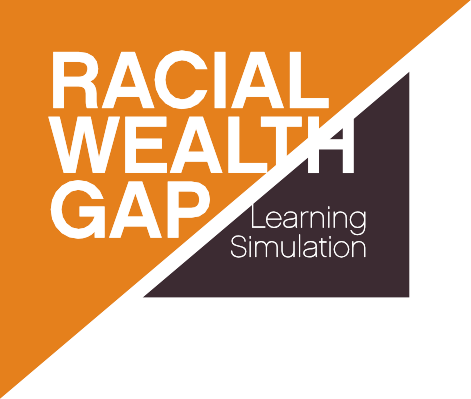 RACIAL
WEALTH
GAP
Learning
Simulation